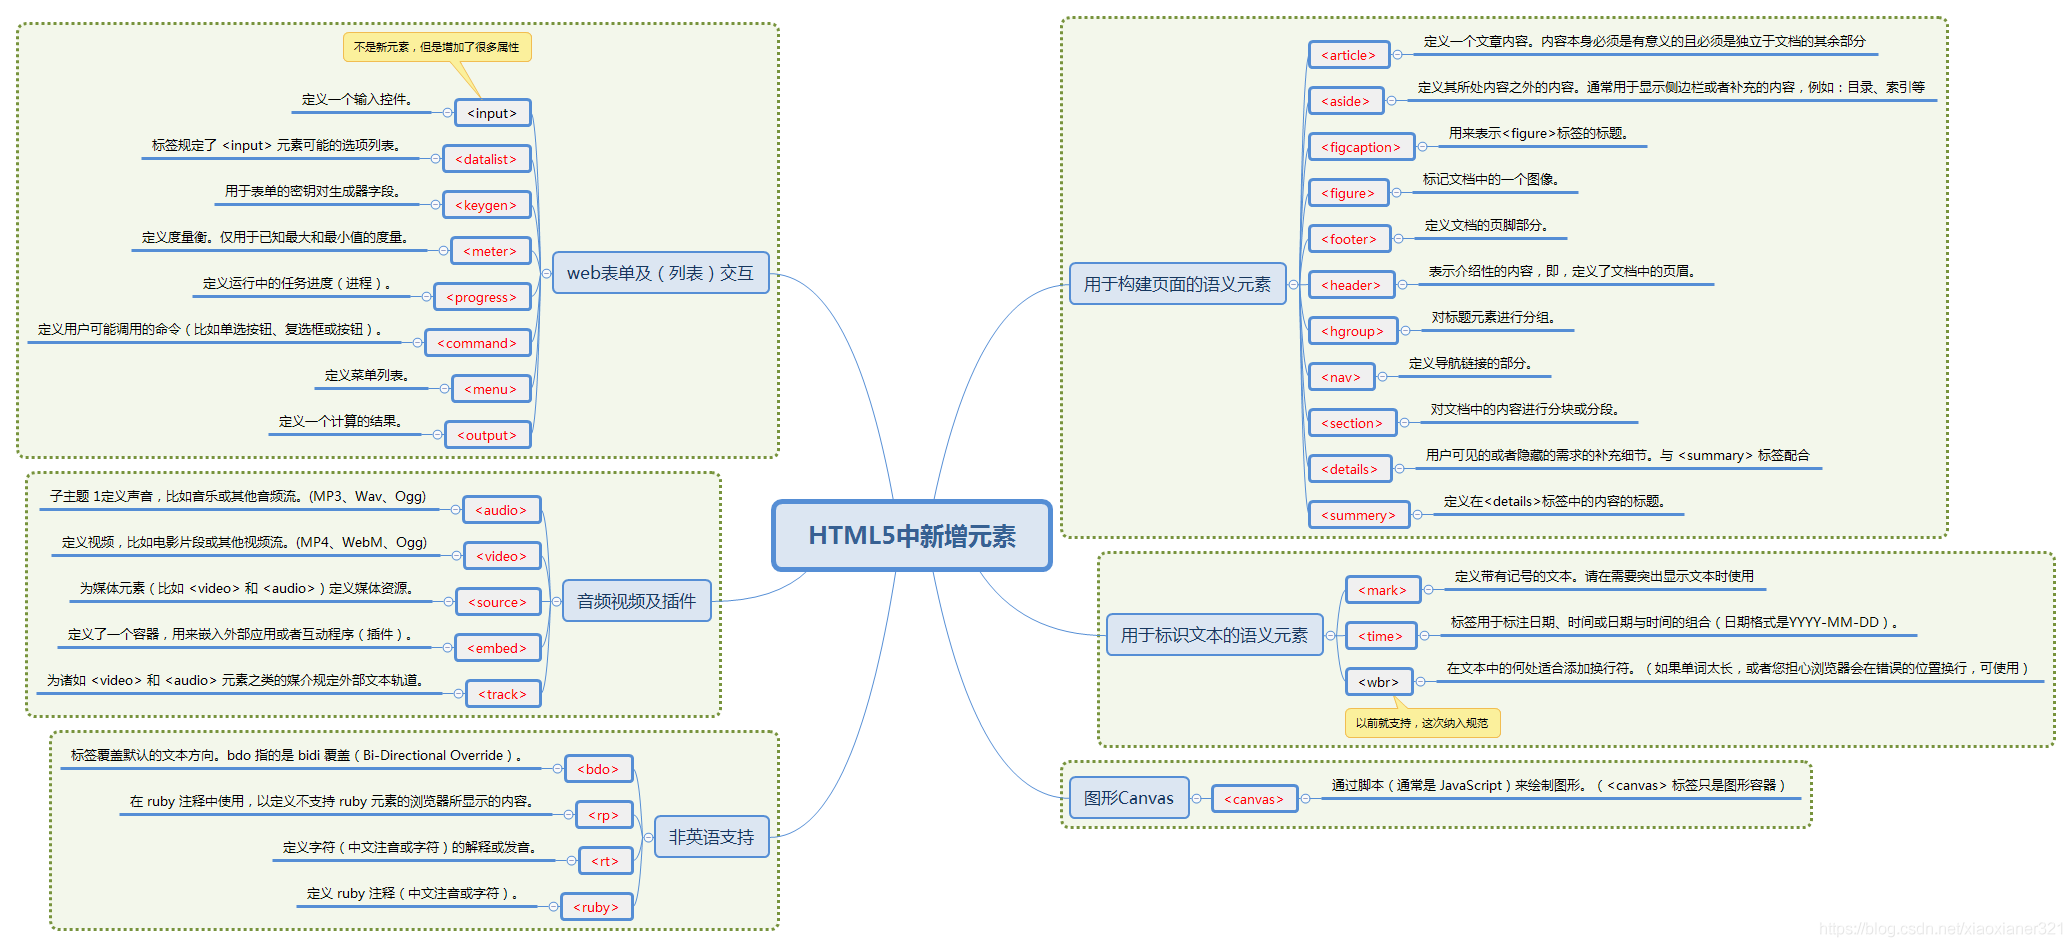 HTML5中新增元素
web表单及（列表）交互
不是新元素，但是增加了很多属性
<input>
定义一个输入控件。
<datalist>
标签规定了 <input> 元素可能的选项列表。
<keygen>
用于表单的密钥对生成器字段。
<meter>
定义度量衡。仅用于已知最大和最小值的度量。
<progress>
定义运行中的任务进度（进程）。
<command>
定义用户可能调用的命令（比如单选按钮、复选框或按钮）。
<menu>
定义菜单列表。
<output>
定义一个计算的结果。
音频视频及插件
<audio>
子主题 1定义声音，比如音乐或其他音频流。(MP3、Wav、Ogg)
<video>
定义视频，比如电影片段或其他视频流。(MP4、WebM、Ogg)
<source>
为媒体元素（比如 <video> 和 <audio>）定义媒体资源。
<embed>
定义了一个容器，用来嵌入外部应用或者互动程序（插件）。
<track>
为诸如 <video> 和 <audio> 元素之类的媒介规定外部文本轨道。
非英语支持
<bdo>
标签覆盖默认的文本方向。bdo 指的是 bidi 覆盖（Bi-Directional Override）。
<rp>
在 ruby 注释中使用，以定义不支持 ruby 元素的浏览器所显示的内容。
<rt>
定义字符（中文注音或字符）的解释或发音。
<ruby>
定义 ruby 注释（中文注音或字符）。
用于构建页面的语义元素
<article>
定义一个文章内容。内容本身必须是有意义的且必须是独立于文档的其余部分
<aside>
定义其所处内容之外的内容。通常用于显示侧边栏或者补充的内容，例如：目录、索引等
<figcaption>
用来表示<figure>标签的标题。
<figure>
标记文档中的一个图像。
<footer>
定义文档的页脚部分。
<header>
表示介绍性的内容，即，定义了文档中的页眉。
<hgroup>
对标题元素进行分组。
<nav>
定义导航链接的部分。
<section>
对文档中的内容进行分块或分段。
<details>
用户可见的或者隐藏的需求的补充细节。与 <summary> 标签配合
<summery>
定义在<details>标签中的内容的标题。
用于标识文本的语义元素
<mark>
定义带有记号的文本。请在需要突出显示文本时使用
<time>
标签用于标注日期、时间或日期与时间的组合（日期格式是YYYY-MM-DD）。
<wbr>
在文本中的何处适合添加换行符。（如果单词太长，或者您担心浏览器会在错误的位置换行，可使用）
以前就支持，这次纳入规范
图形Canvas
<canvas>
通过脚本（通常是 JavaScript）来绘制图形。（<canvas> 标签只是图形容器）
https://blog.csdn.net/xiaoxianer321